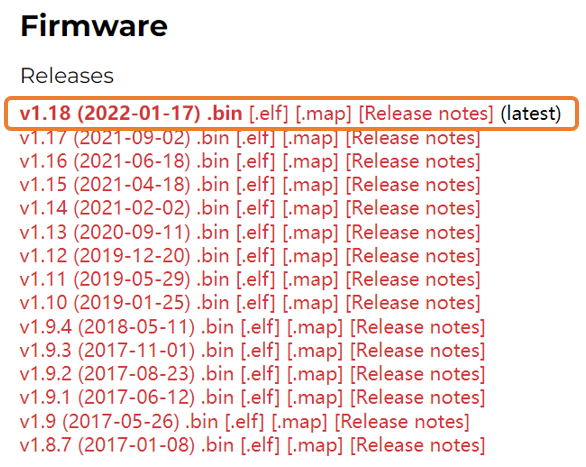 Firmware
Releases
v1.18 (2022-01-17) .bin [.elf] [.map] [Release notes] (latest)
v1.17 (2021-09-02) .bin [.elf] [.map] [Release notes]
v1.16 (2021-06-18) .bin [.elf] [.map] [Release notes]
v1.15 (2021-04-18) .bin [.elf] [.map] [Release notes]
v1.14 (2021-02-02) .bin [.elf] [.map] [Release notes]
v1.13 (2020-09-11) .bin [.elf] [.map] [Release notes]
v1.12 (2019-12-20) .bin [.elf] [.map] [Release notes]
v1.11 (2019-05-29) .bin [.elf] [.map] [Release notes]
v1.10 (2019-01-25) .bin [.elf] [.map] [Release notes]
v1.9.4 (2018-05-11) .bin [.elf] [.map] [Release notes]
v1.9.3 (2017-11-01) .bin [.elf] [.map] [Release notes]
v1.9.2 (2017-08-23) .bin [.elf] [.map] [Release notes]
v1.9.1 (2017-06-12) .bin [.elf] [.map] [Release notes]
v1.9 (2017-05-26) .bin [.elf] [.map] [Release notes]
v1.8.7 (2017-01-08) .bin [.elf] [.map] [Release notes]